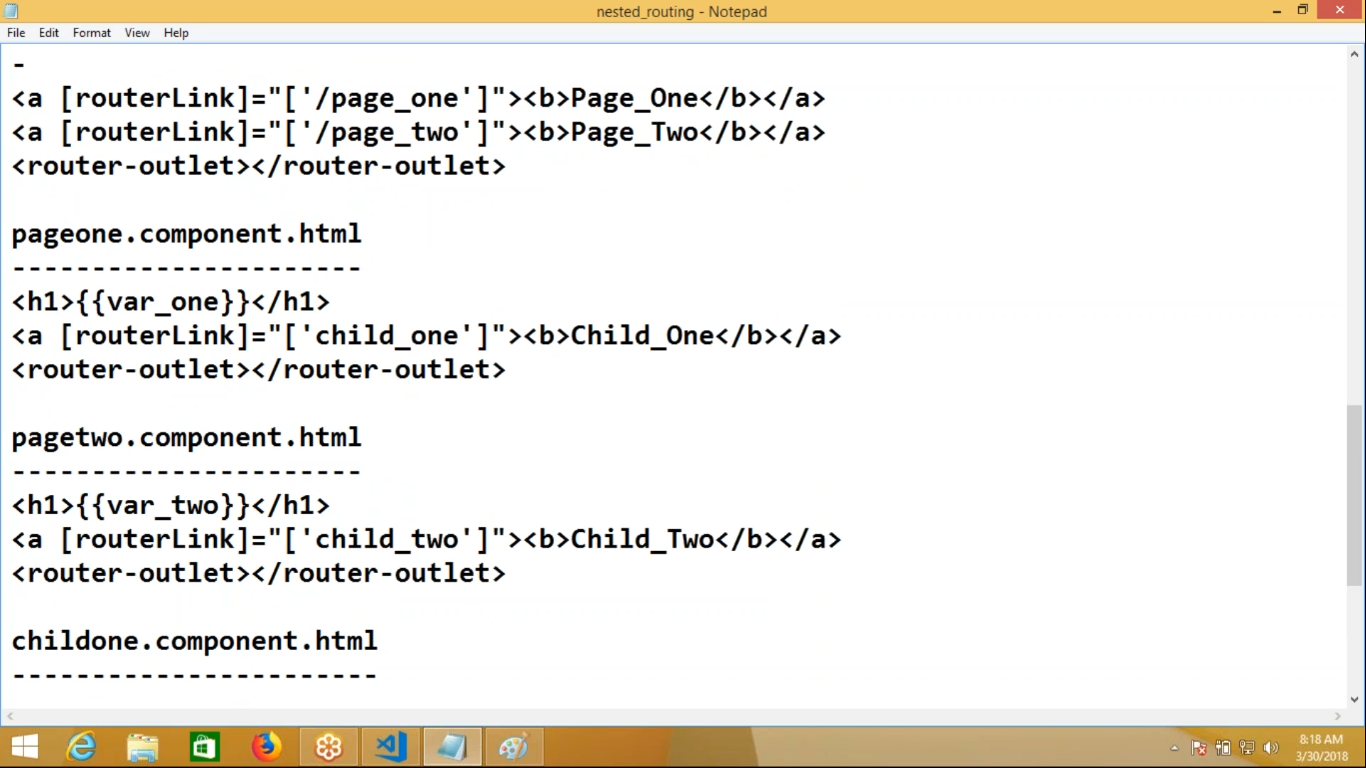 nested_routing - Notepad
File Edit Format View Help
-
<a [routerLink]="['/page_one']"><b>Page_One</b></a>
<a [routerLink]="['/page_two']"><b>Page_Two</b></a>
<router-outlet></router-outlet>
pageone.component.html
----------------------
<h1>{{var_one}}</h1>
<a [routerLink]="['child_one']"><b>Child_One</b></a>
<router-outlet></router-outlet>
pagetwo.component.html
----------------------
<h1>{{var_two}}</h1>
<a [routerLink]="['child_two']"><b>Child_Two</b></a>
<router-outlet></router-outlet>
childone.component.html
-----------------------
8:18 AM
3/30/2018